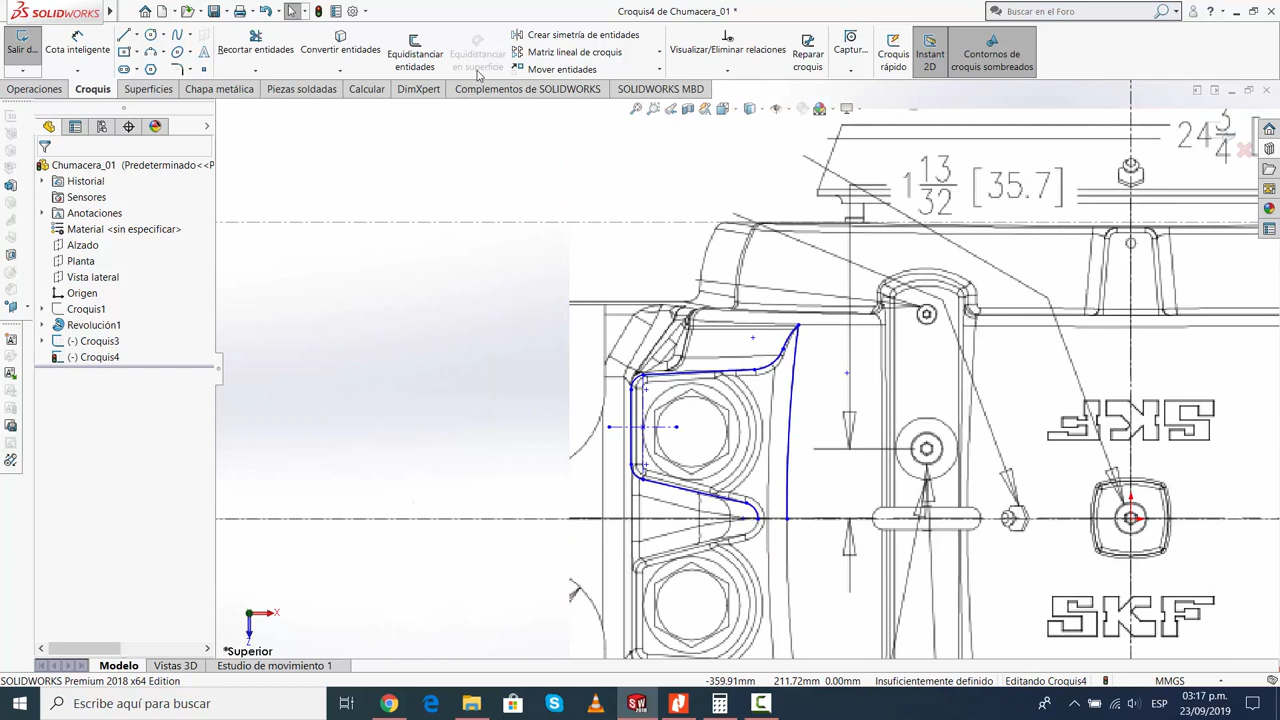 SOLIDWORKS
Croquis4 de Chumacera_01 *
Buscar en el Foro
Salir d...
Cota inteligente
Recortar entidades
Convertir entidades
Equidistanciar entidades
Equidistanciar en superficie
Crear simetría de entidades
Matriz lineal de croquis
Mover entidades
Visualizar/Eliminar relaciones
Reparar croquis
Captur...
Croquis rápido
Instant 2D
Contornos de croquis sombreados
Operaciones
Croquis
Superficies
Chapa metálica
Piezas soldadas
Calcular
DimXpert
Complementos de SOLIDWORKS
SOLIDWORKS MBD
Chumacera_01 (Predeterminado<<P
Historial
Sensores
Anotaciones
Material <sin especificar>
Alzado
Planta
Vista lateral
Origen
Croquis1
Revolución1
(-) Croquis3
(-) Croquis4
24 3/4 [
1 13/32 [35.7]
SKF
SKF
X
Z
*Superior
Modelo
Vistas 3D
Estudio de movimiento 1
SOLIDWORKS Premium 2018 x64 Edition
-359.91mm
211.72mm 0.00mm
Insuficientemente definido
Editando Croquis4
MMGS
Escribe aquí para buscar
ESP
03:17 p.m.
23/09/2019